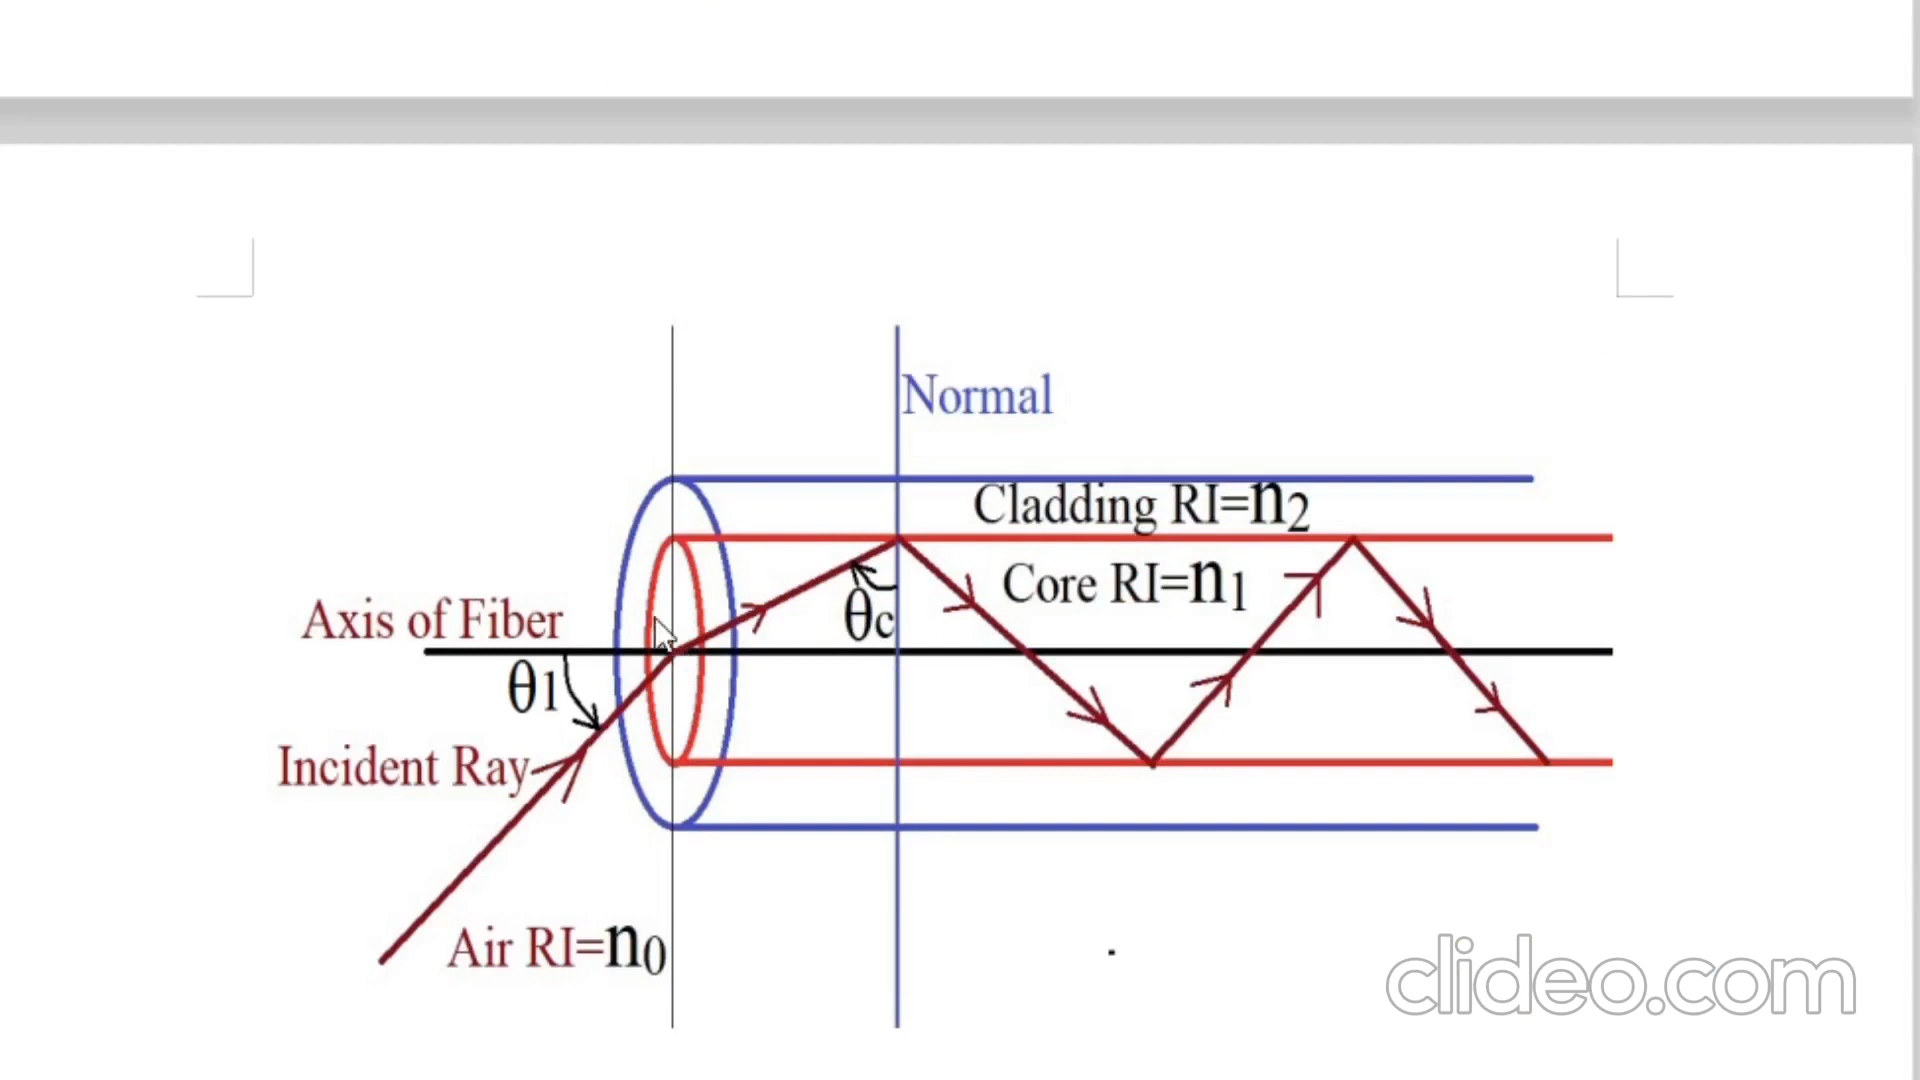 Normal
Cladding RI=n2
Core RI=n1
θc
Axis of Fiber
θ1
Incident Ray
Air RI=n0
clideo.com